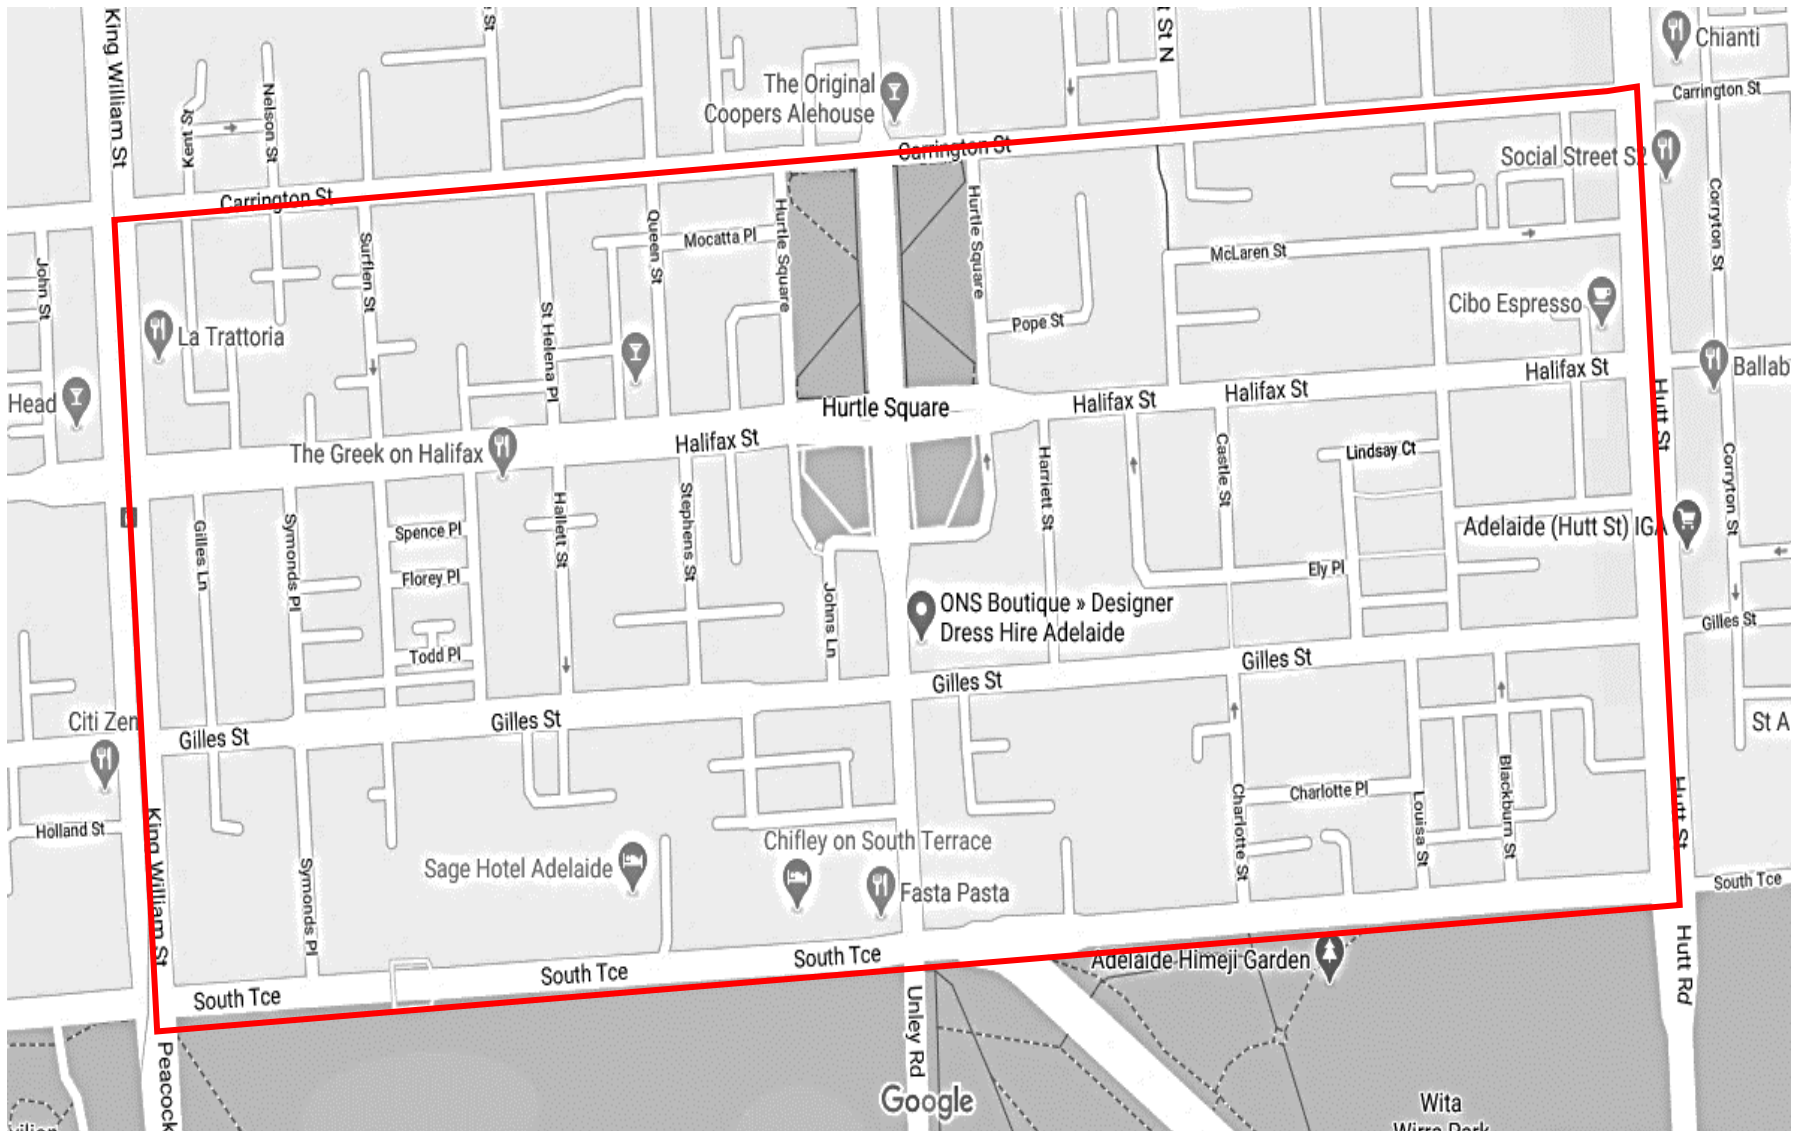 King William St
St
St N
Chianti
Carrington St
The Original
Coopers Alehouse
Kent St
Nelson St
Carrington St
Carrington St
Social Street S2
Corryton St
John St
Surflen St
Queen St
Mocatta Pl
Hurtle Square
Hurtle Square
McLaren St
Cibo Espresso
La Trattoria
St Helena Pl
Pope St
Ballab
Head
Hurtle Square
Halifax St
Halifax St
Halifax St
Hutt St
The Greek on Halifax
Halifax St
Lindsay Ct
Castle St
Harriett St
Corryton St
Gilles Ln
Symonds Pl
Spence Pl
Florey Pl
Todd Pl
Hallett St
Stephens St
Adelaide (Hutt St) IGA
Ely Pl
Johns Ln
ONS Boutique » Designer
Dress Hire Adelaide
Gilles St
Gilles St
Gilles St
Citi Zen
Gilles St
Gilles St
St A
Holland St
King William St
Charlotte Pl
Charlotte St
Louisa St
Blackburn St
Hutt St
Chifley on South Terrace
Sage Hotel Adelaide
Fasta Pasta
Symonds Pl
South Tce
South Tce
South Tce
South Tce
Adelaide Himeji Garden
Hutt Rd
Unley Rd
Peacock
Google
Wita
Wirra Park